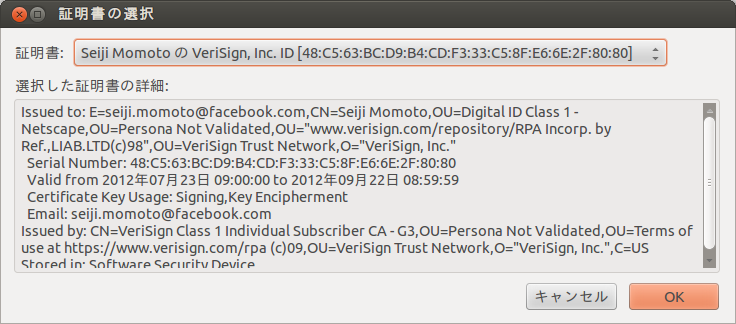 証明書の選択
証明書: Seiji Momoto の VeriSign, Inc. ID [48:C5:63:BC:D9:B4:CD:F3:33:C5:8F:E6:6E:2F:80:80]
選択した証明書の詳細:
Issued to: E=seiji.momoto@facebook.com,CN=Seiji Momoto,OU=Digital ID Class 1 -
Netscape,OU=Persona Not Validated,OU="www.verisign.com/repository/RPA Incorp. by
Ref.,LIAB.LTD(c)98",OU=VeriSign Trust Network,O="VeriSign, Inc."
Serial Number: 48:C5:63:BC:D9:B4:CD:F3:33:C5:8F:E6:6E:2F:80:80
Valid from 2012年07月23日 09:00:00 to 2012年09月22日 08:59:59
Certificate Key Usage: Signing,Key Encipherment
Email: seiji.momoto@facebook.com
Issued by: CN=VeriSign Class 1 Individual Subscriber CA - G3,OU=Persona Not Validated,OU=Terms of
use at https://www.verisign.com/rpa (c)09,OU=VeriSign Trust Network,O="VeriSign, Inc.",C=US
Stored in: Software Security Device
キャンセル OK